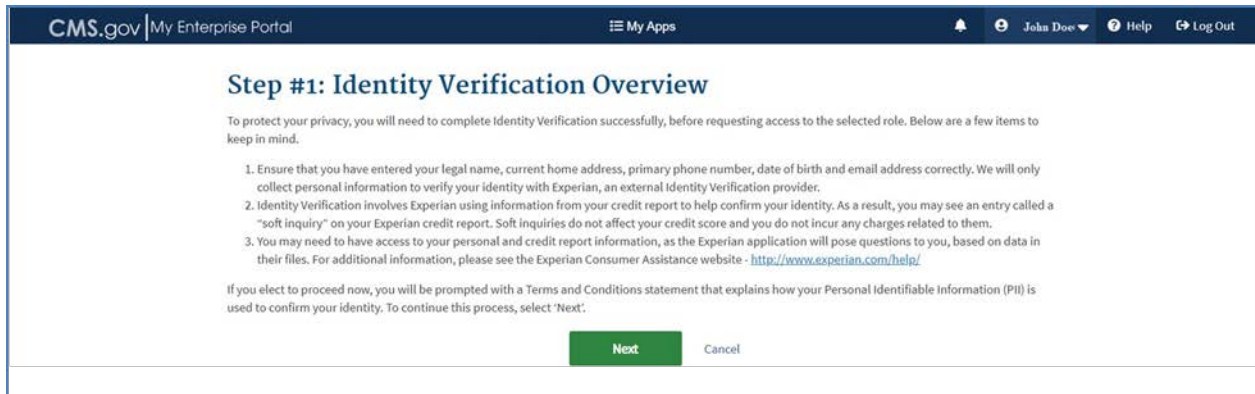 CMS.gov My Enterprise Portal My Apps John Doe Help Log Out
Step #1: Identity Verification Overview
To protect your privacy, you will need to complete Identity Verification successfully, before requesting access to the selected role. Below are a few items to
keep in mind.
1. Ensure that you have entered your legal name, current home address, primary phone number, date of birth and email address correctly. We will only
collect personal information to verify your identity with Experian, an external Identity Verification provider.
2. Identity Verification involves Experian using information from your credit report to help confirm your identity. As a result, you may see an entry called a
“soft inquiry” on your Experian credit report. Soft inquiries do not affect your credit score and you do not incur any charges related to them.
3. You may need to have access to your personal and credit report information, as the Experian application will pose questions to you, based on data in
their files. For additional information, please see the Experian Consumer Assistance website - http://www.experian.com/help/
If you elect to proceed now, you will be prompted with a Terms and Conditions statement that explains how your Personal Identifiable Information (PII) is
used to confirm your identity. To continue this process, select ‘Next’.
Next Cancel